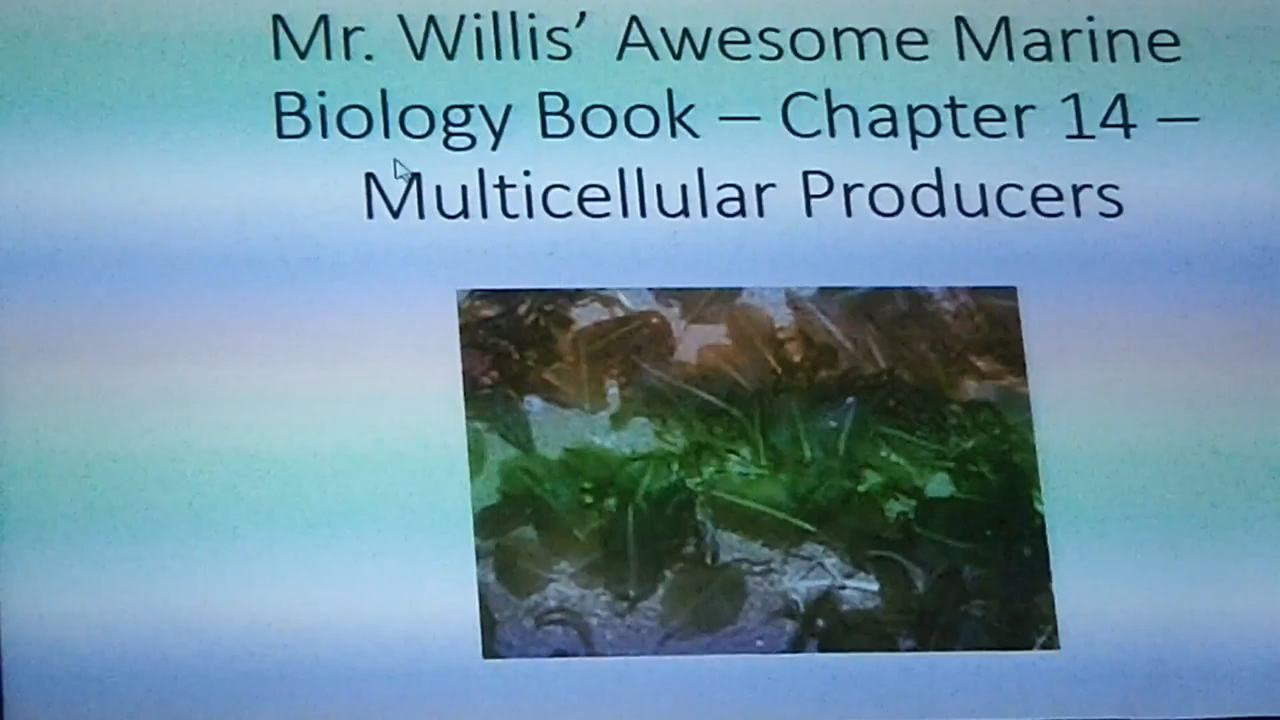 Mr. Willis’ Awesome Marine
Biology Book – Chapter 14 –
Multicellular Producers